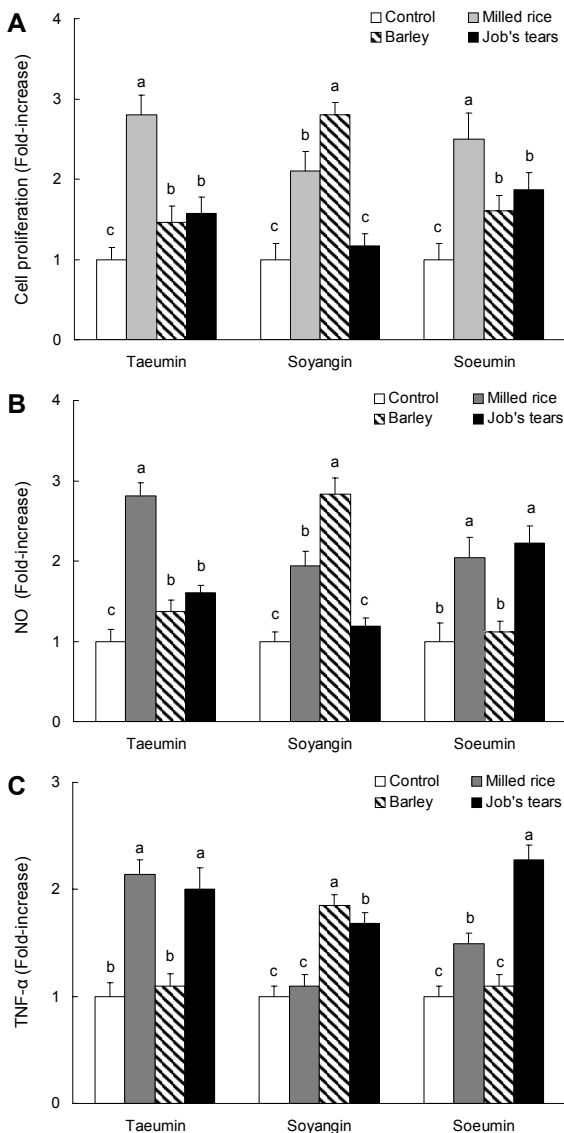 A
Control Milled rice
Barley Job's tears
Cell proliferation (Fold-increase)
4
3
2
1
0
c a b b
c b a c
c a b b
Taeumin Soyangin Soeumin
B
Control Milled rice
Barley Job's tears
NO (Fold-increase)
4
3
2
1
0
c a b b
c b a c
b a b a
Taeumin Soyangin Soeumin
C
Control Milled rice
Barley Job's tears
TNF-α (Fold-increase)
3
2
1
0
b a b a
c c a b
c b c a
Taeumin Soyangin Soeumin